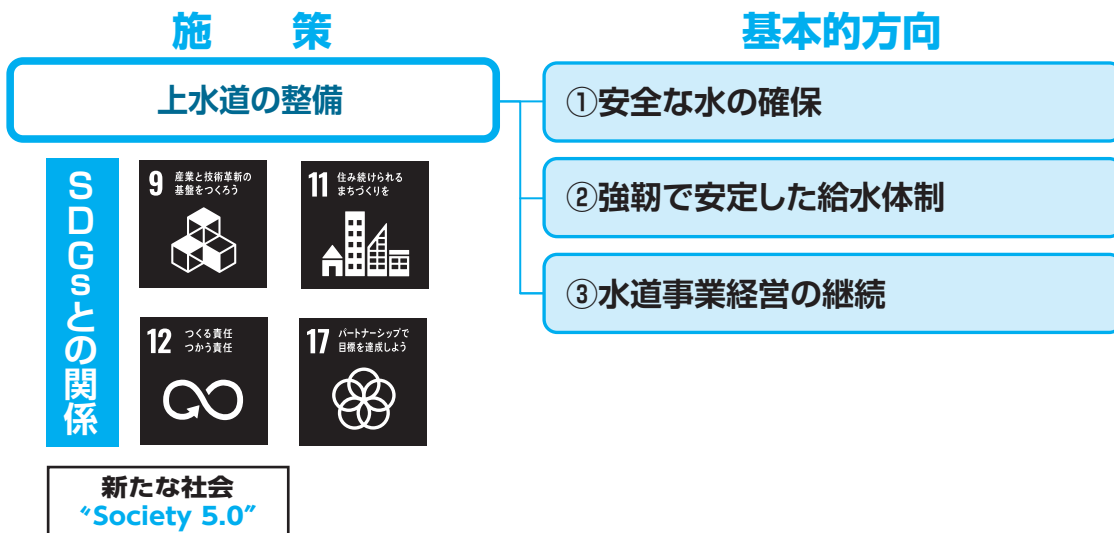 施　策
基本的方向
上水道の整備
①安全な水の確保
②強靭で安定した給水体制
③水道事業経営の継続
SDGsとの関係
9 産業と技術革新の
基盤をつくろう
11 住み続けられる
まちづくりを
12 つくる責任
つかう責任
17 パートナーシップで
目標を達成しよう
新たな社会
“Society 5.0”